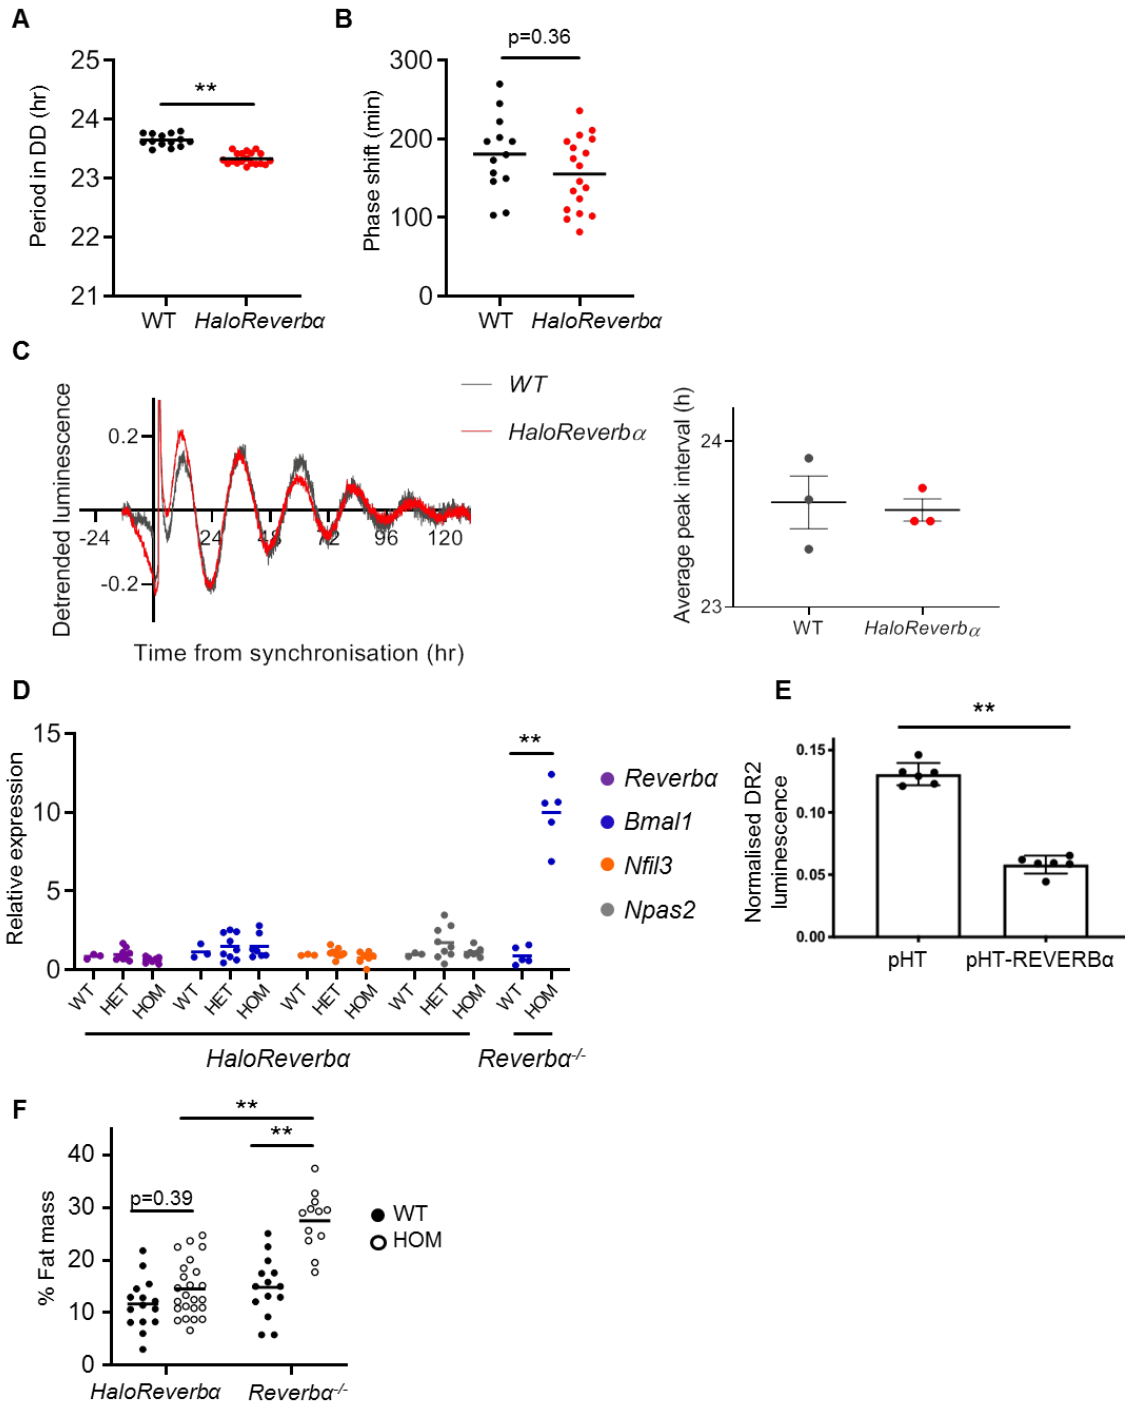 A
B
25
24
23
22
21
Period in DD (hr)
**
WT
HaloReverbα
300
200
100
0
Phase shift (min)
p=0.36
WT
HaloReverbα
C
Detrended luminescence
0.2
-0.2
-24
24
48
72
96
120
Time from synchronisation (hr)
WT
HaloReverbα
Average peak interval (h)
24
23
WT
HaloReverbα
D
Relative expression
15
10
5
0
**
WT
HET
HOM
WT
HET
HOM
WT
HET
HOM
WT
HET
HOM
WT
HOM
HaloReverbα
Reverbα-/-
Reverbα
Bmal1
Nfil3
Npas2
E
Normalised DR2
luminescence
0.15
0.10
0.05
0.00
**
pHT
pHT-REVERBα
F
% Fat mass
40
30
20
10
0
p=0.39
**
**
WT
HOM
HaloReverbα
Reverbα-/-